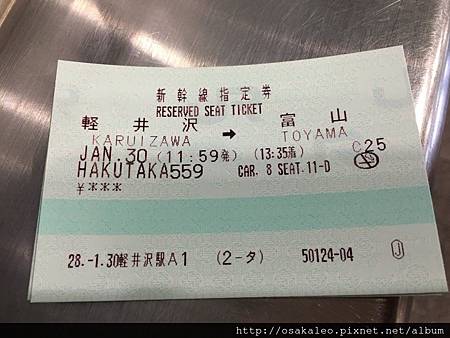 新幹線指定券
RESERVED SEAT TICKET
軽井沢 → 富山
KARUIZAWA TOYAMA
JAN.30 (11:59発) (13:35着) C25
HAKUTAKA559 CAR.8 SEAT.11-D
¥***
28.-1.30軽井沢駅A1 (2-タ) 50124-04 Ⓙ
http://osakaleo.pixnet.net/album